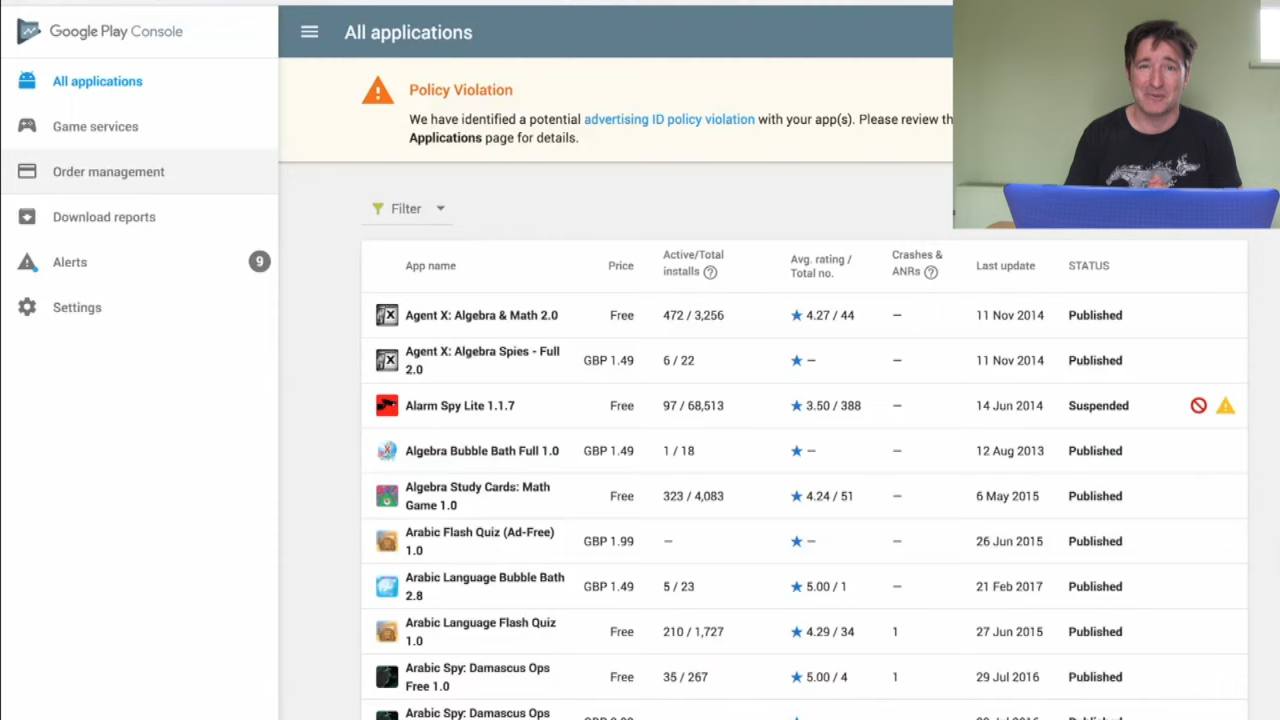 Google Play Console
All applications
Game services
Order management
Download reports
Alerts
9
Settings
All applications
Policy Violation
We have identified a potential advertising ID policy violation with your app(s). Please review th
Applications page for details.
Filter
App name Price Active/Total installs ? Avg. rating / Total no. Crashes & ANRs ? Last update STATUS
Agent X: Algebra & Math 2.0 Free 472 / 3,256 ★ 4.27 / 44 – 11 Nov 2014 Published
Agent X: Algebra Spies - Full
2.0
GBP 1.49 6 / 22 ★ – – 11 Nov 2014 Published
Alarm Spy Lite 1.1.7 Free 97 / 68,513 ★ 3.50 / 388 – 14 Jun 2014 Suspended
Algebra Bubble Bath Full 1.0 GBP 1.49 1 / 18 ★ – – 12 Aug 2013 Published
Algebra Study Cards: Math
Game 1.0
Free 323 / 4,083 ★ 4.24 / 51 – 6 May 2015 Published
Arabic Flash Quiz (Ad-Free)
1.0
GBP 1.99 – ★ – – 26 Jun 2015 Published
Arabic Language Bubble Bath
2.8
GBP 1.49 5 / 23 ★ 5.00 / 1 – 21 Feb 2017 Published
Arabic Language Flash Quiz
1.0
Free 210 / 1,727 ★ 4.29 / 34 1 27 Jun 2015 Published
Arabic Spy: Damascus Ops
Free 1.0
Free 35 / 267 ★ 5.00 / 4 1 29 Jul 2016 Published
Arabic Spy: Damascus Ops